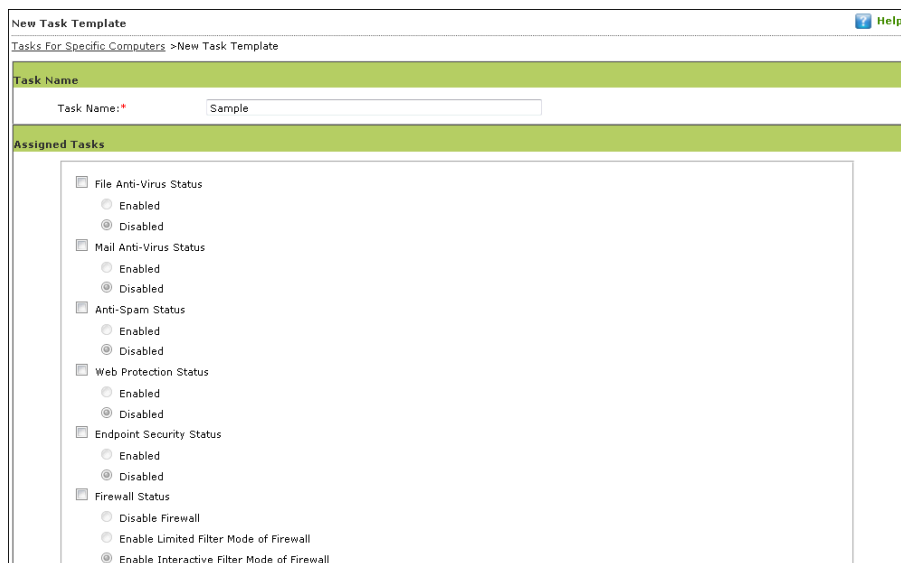 New Task Template
Help
Tasks For Specific Computers >New Task Template
Task Name
Task Name:* Sample
Assigned Tasks
File Anti-Virus Status
Enabled
Disabled
Mail Anti-Virus Status
Enabled
Disabled
Anti-Spam Status
Enabled
Disabled
Web Protection Status
Enabled
Disabled
Endpoint Security Status
Enabled
Disabled
Firewall Status
Disable Firewall
Enable Limited Filter Mode of Firewall
Enable Interactive Filter Mode of Firewall